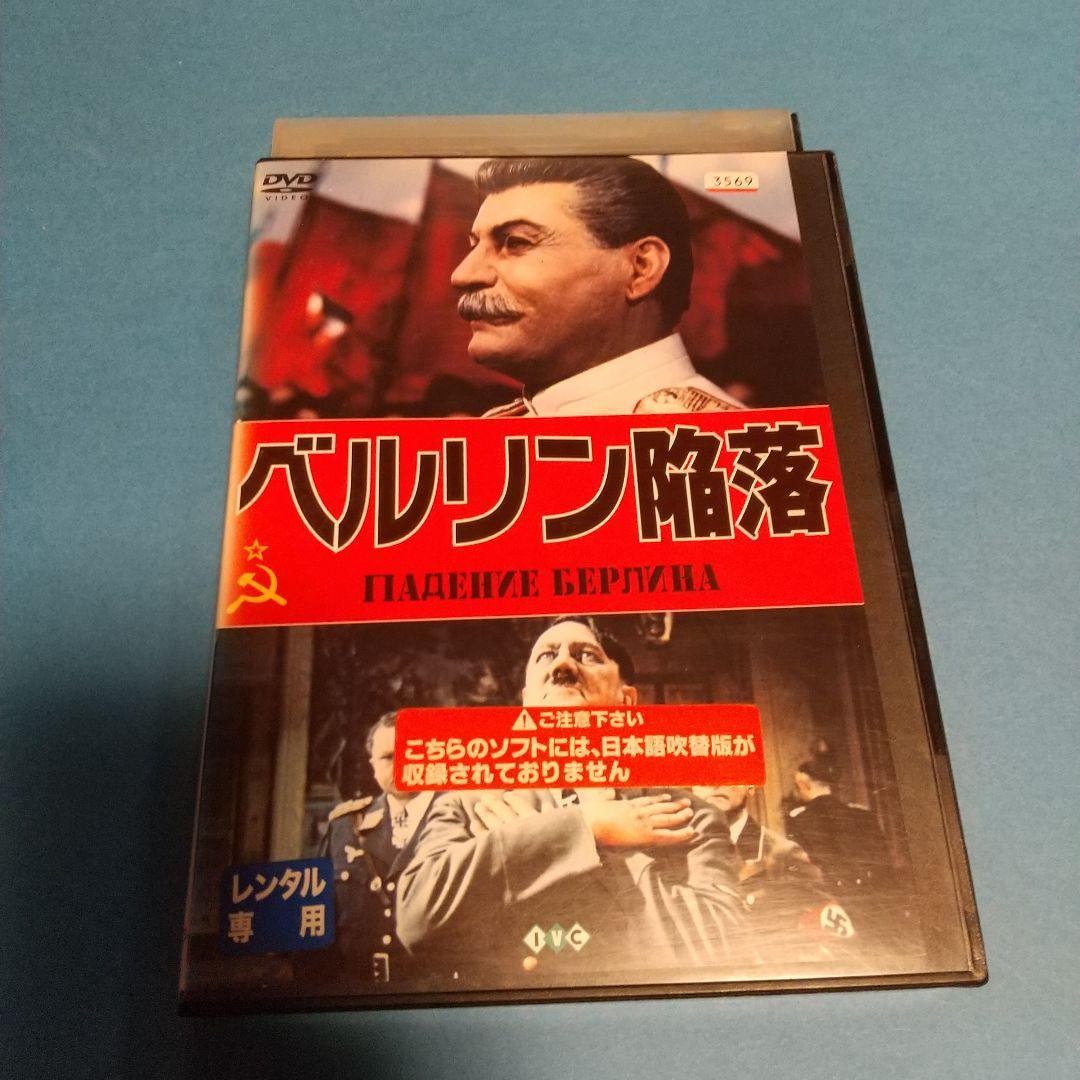 DVD
VIDEO
3569
ベルリン陥落
ПАДЕНИЕ БЕРЛИНА
ご注意下さい
こちらのソフトには、日本語吹替版が
収録されておりません
レンタル
専用
IVC